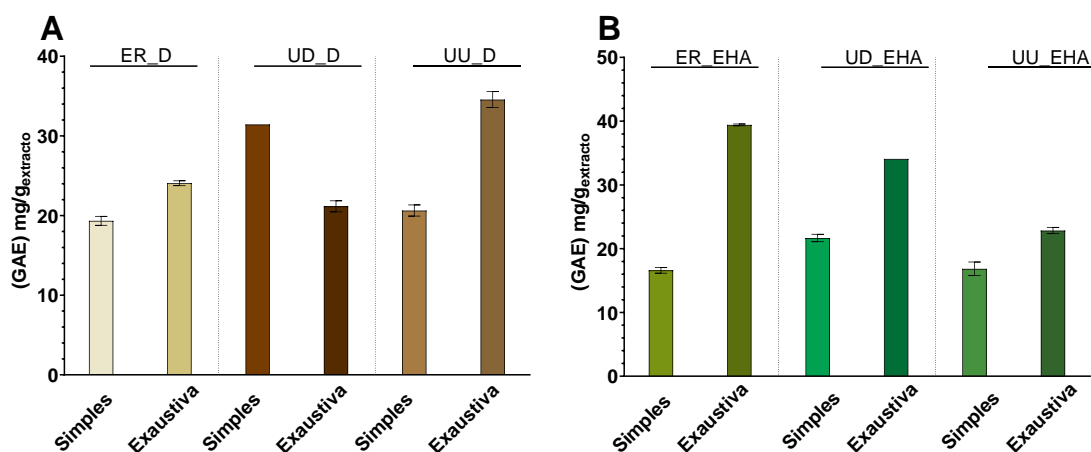 A
ER_D UD_D UU_D
(GAE) mg/gextracto
40
30
20
10
0
Simples Exaustiva Simples Exaustiva Simples Exaustiva
B
ER_EHA UD_EHA UU_EHA
(GAE) mg/gextracto
50
40
30
20
10
0
Simples Exaustiva Simples Exaustiva Simples Exaustiva